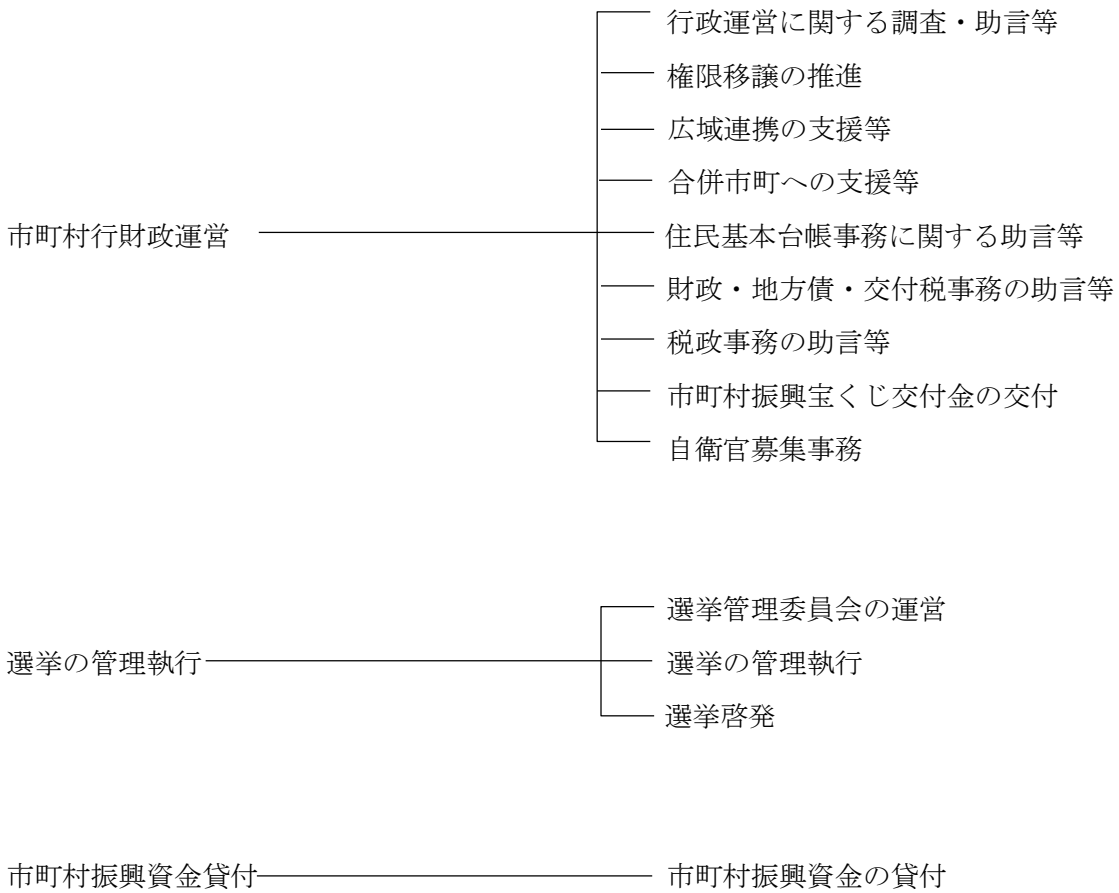 行政運営に関する調査・助言等
権限移譲の推進
広域連携の支援等
合併市町への支援等
市町村行財政運営
住民基本台帳事務に関する助言等
財政・地方債・交付税事務の助言等
税政事務の助言等
市町村振興宝くじ交付金の交付
自衛官募集事務
選挙管理委員会の運営
選挙の管理執行
選挙の管理執行
選挙啓発
市町村振興資金貸付
市町村振興資金の貸付